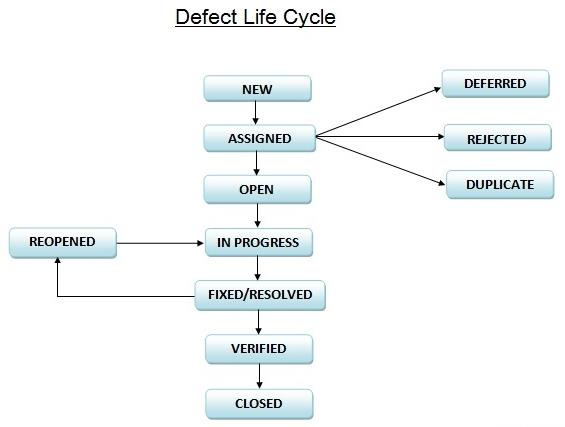 Defect Life Cycle
NEW
DEFERRED
ASSIGNED
REJECTED
OPEN
DUPLICATE
REOPENED
IN PROGRESS
FIXED/RESOLVED
VERIFIED
CLOSED